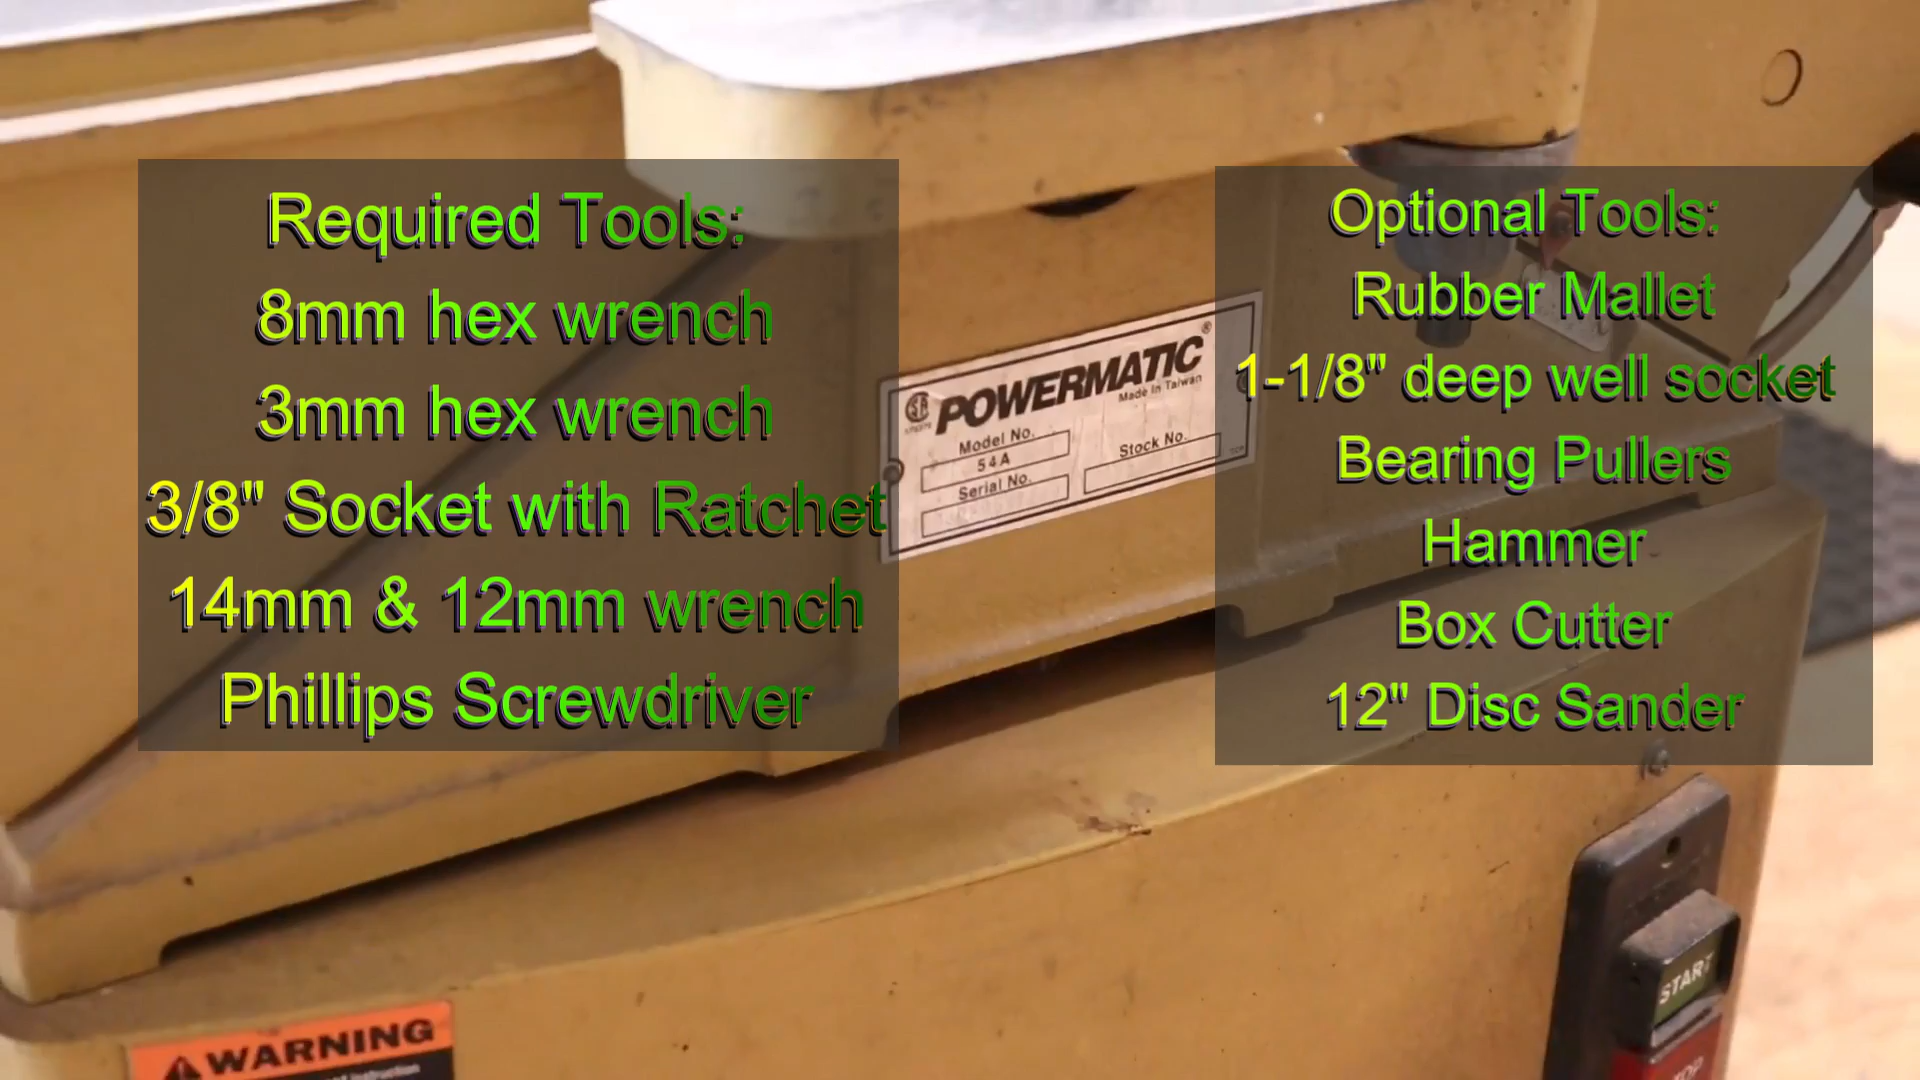 Required Tools:
8mm hex wrench
3mm hex wrench
3/8" Socket with Ratchet
14mm & 12mm wrench
Phillips Screwdriver
Optional Tools:
Rubber Mallet
1-1/8" deep well socket
Bearing Pullers
Hammer
Box Cutter
12" Disc Sander
POWERMATIC®
Made In Taiwan
Model No.
54A
Stock No.
Serial No.
START
STOP
WARNING
instruction